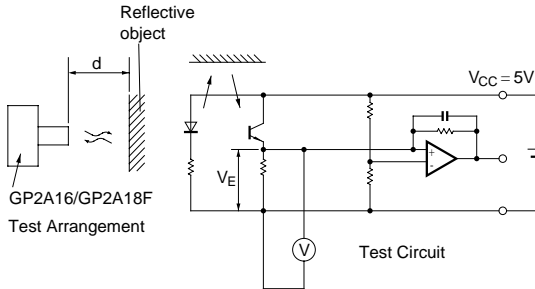 Reflective
object
d
GP2A16/GP2A18F
Test Arrangement
VCC = 5V
VE
+
-
V
Test Circuit